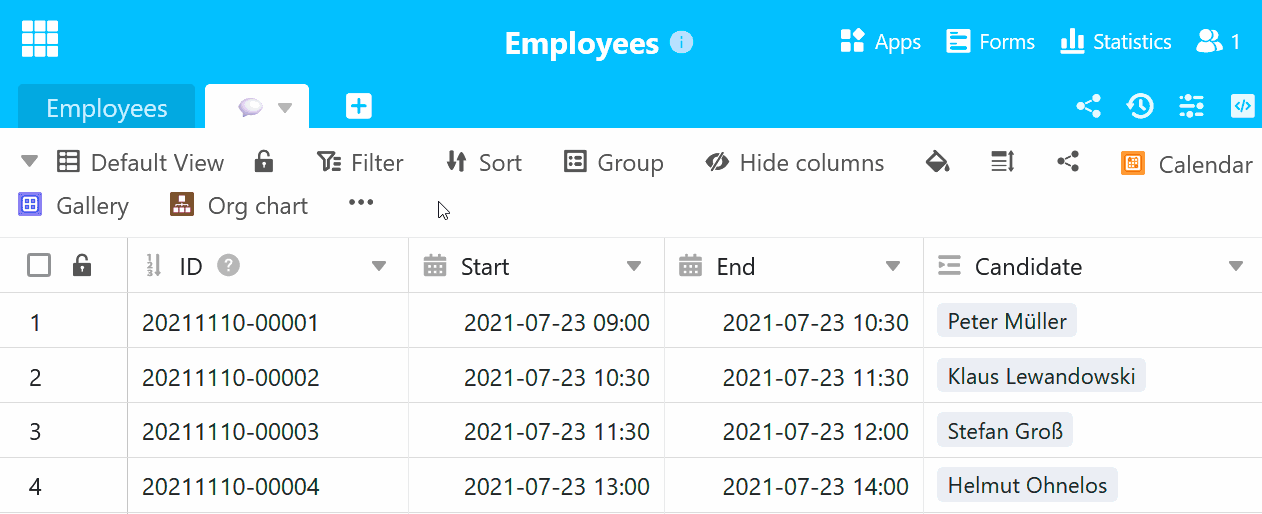 Employees
Apps Forms Statistics 1
Employees
Default View Filter Sort Group Hide columns Calendar
Gallery Org chart
ID Start End Candidate
1 20211110-00001 2021-07-23 09:00 2021-07-23 10:30 Peter Müller
2 20211110-00002 2021-07-23 10:30 2021-07-23 11:30 Klaus Lewandowski
3 20211110-00003 2021-07-23 11:30 2021-07-23 12:00 Stefan Groß
4 20211110-00004 2021-07-23 13:00 2021-07-23 14:00 Helmut Ohnelos